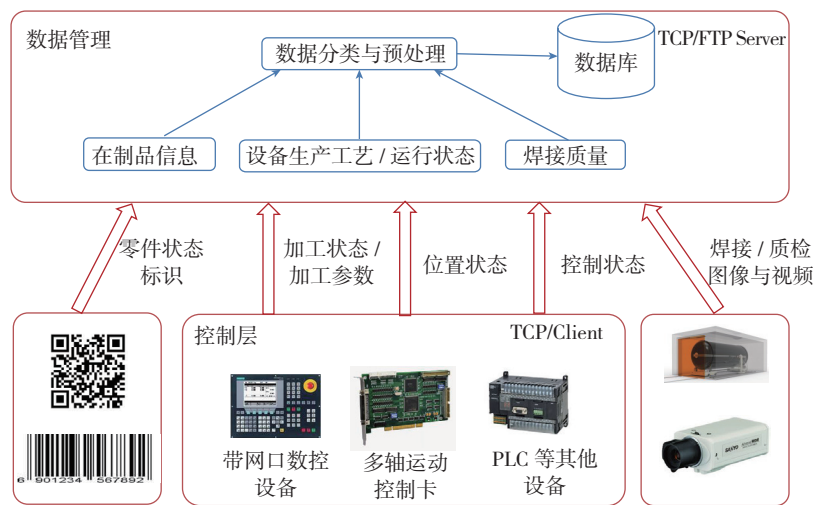 数据管理
TCP/FTP Server
数据分类与预处理
数据库
在制品信息
设备生产工艺 / 运行状态
焊接质量
零件状态
标识
加工状态 /
加工参数
位置状态
控制状态
焊接 / 质检
图像与视频
控制层
TCP/Client
带网口数控
设备
多轴运动
控制卡
PLC 等其他
设备
6 901234 567892
SANYO